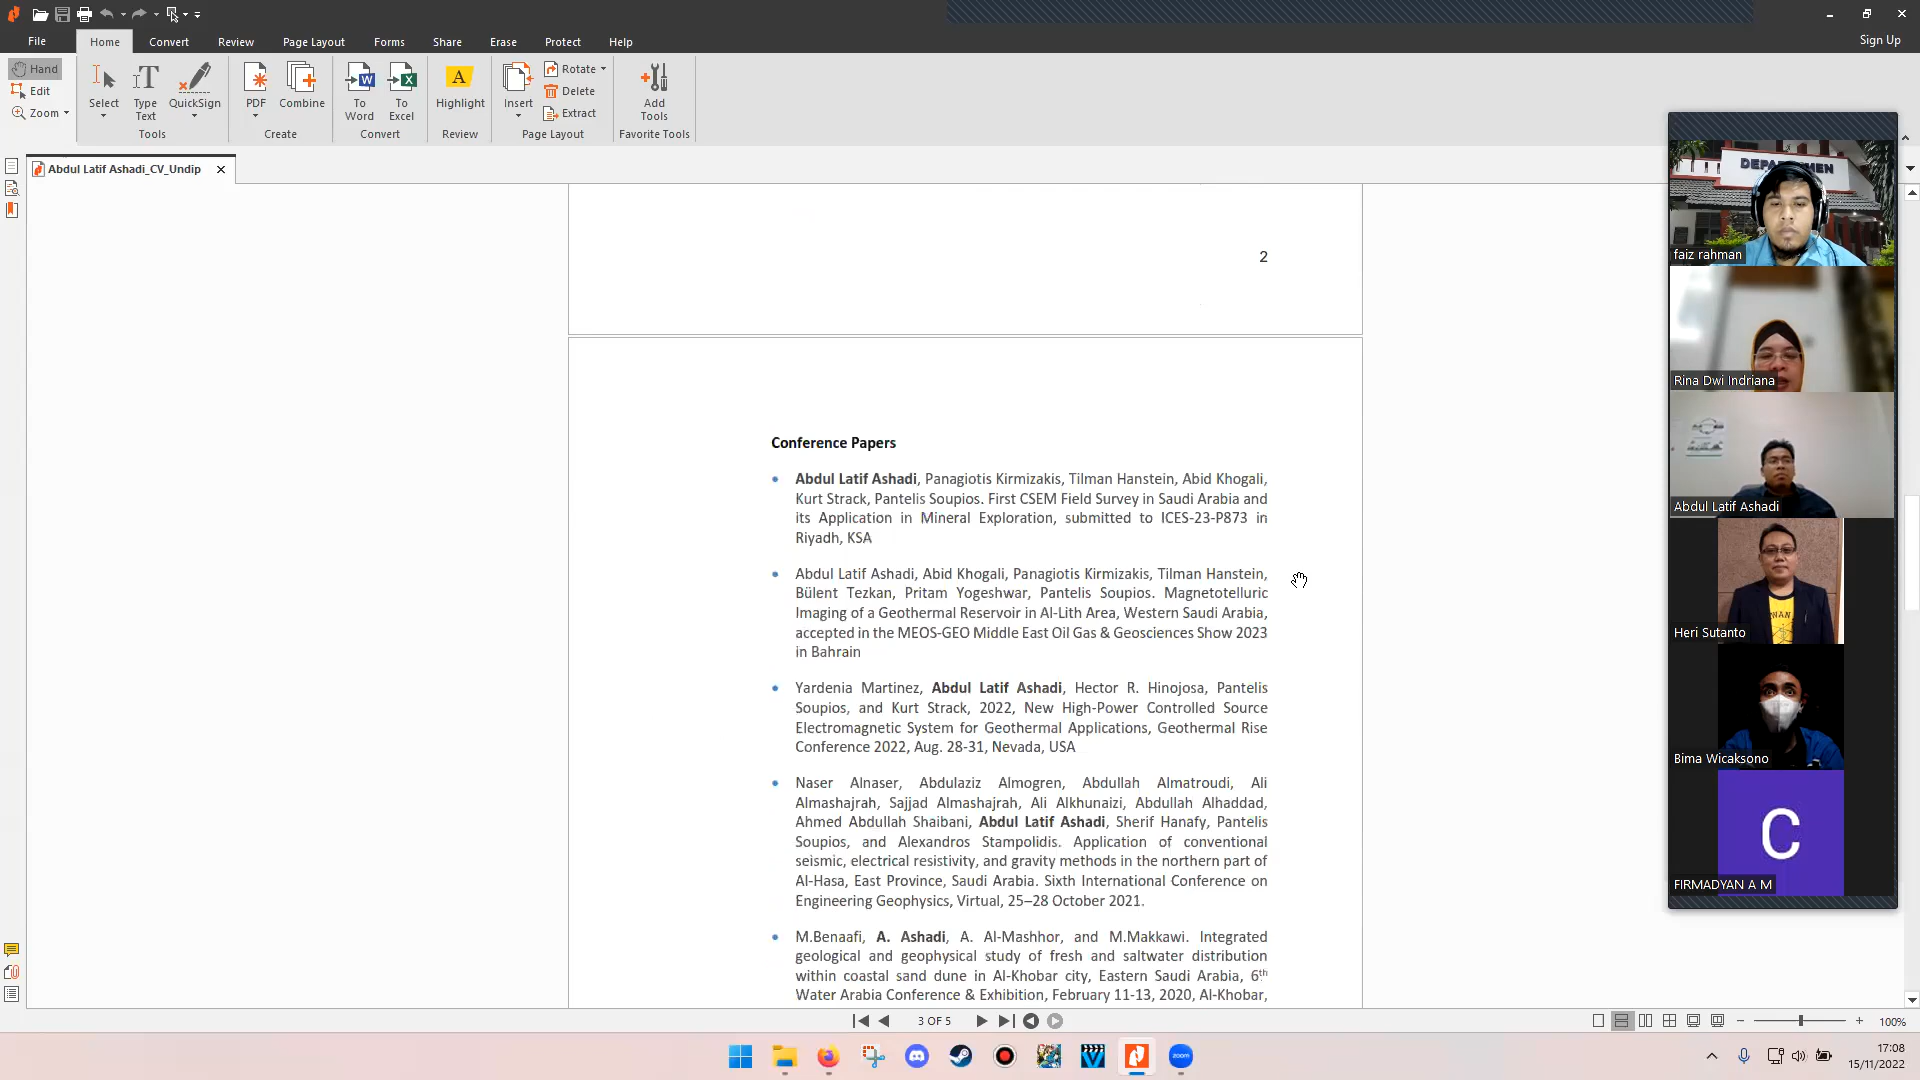 File
Home
Convert
Review
Page Layout
Forms
Share
Erase
Protect
Help
Sign Up
Hand
Edit
Zoom
Select
Type
Text
QuickSign
Tools
PDF
Combine
Create
To
Word
To
Excel
Convert
A
Highlight
Review
Insert
Rotate
Delete
Extract
Page Layout
Add
Tools
Favorite Tools
Abdul Latif Ashadi_CV_Undip
2
Conference Papers
Abdul Latif Ashadi, Panagiotis Kirmizakis, Tilman Hanstein, Abid Khogali,
Kurt Strack, Pantelis Soupios. First CSEM Field Survey in Saudi Arabia and
its Application in Mineral Exploration, submitted to ICES-23-P873 in
Riyadh, KSA
Abdul Latif Ashadi, Abid Khogali, Panagiotis Kirmizakis, Tilman Hanstein,
Bülent Tezkan, Pritam Yogeshwar, Pantelis Soupios. Magnetotelluric
Imaging of a Geothermal Reservoir in Al-Lith Area, Western Saudi Arabia,
accepted in the MEOS-GEO Middle East Oil Gas & Geosciences Show 2023
in Bahrain
Yardenia Martinez, Abdul Latif Ashadi, Hector R. Hinojosa, Pantelis
Soupios, and Kurt Strack, 2022, New High-Power Controlled Source
Electromagnetic System for Geothermal Applications, Geothermal Rise
Conference 2022, Aug. 28-31, Nevada, USA
Naser Alnaser, Abdulaziz Almogren, Abdullah Almatroudi, Ali
Almashajrah, Sajjad Almashajrah, Ali Alkhunaizi, Abdullah Alhaddad,
Ahmed Abdullah Shaibani, Abdul Latif Ashadi, Sherif Hanafy, Pantelis
Soupios, and Alexandros Stampolidis. Application of conventional
seismic, electrical resistivity, and gravity methods in the northern part of
Al-Hasa, East Province, Saudi Arabia. Sixth International Conference on
Engineering Geophysics, Virtual, 25–28 October 2021.
M.Benaafi, A. Ashadi, A. Al-Mashhor, and M.Makkawi. Integrated
geological and geophysical study of fresh and saltwater distribution
within coastal sand dune in Al-Khobar city, Eastern Saudi Arabia, 6th
Water Arabia Conference & Exhibition, February 11-13, 2020, Al-Khobar,
faiz rahman
Rina Dwi Indriana
Abdul Latif Ashadi
Heri Sutanto
Bima Wicaksono
C
FIRMADYAN A M
3 OF 5
100%
zoom
17:08
15/11/2022